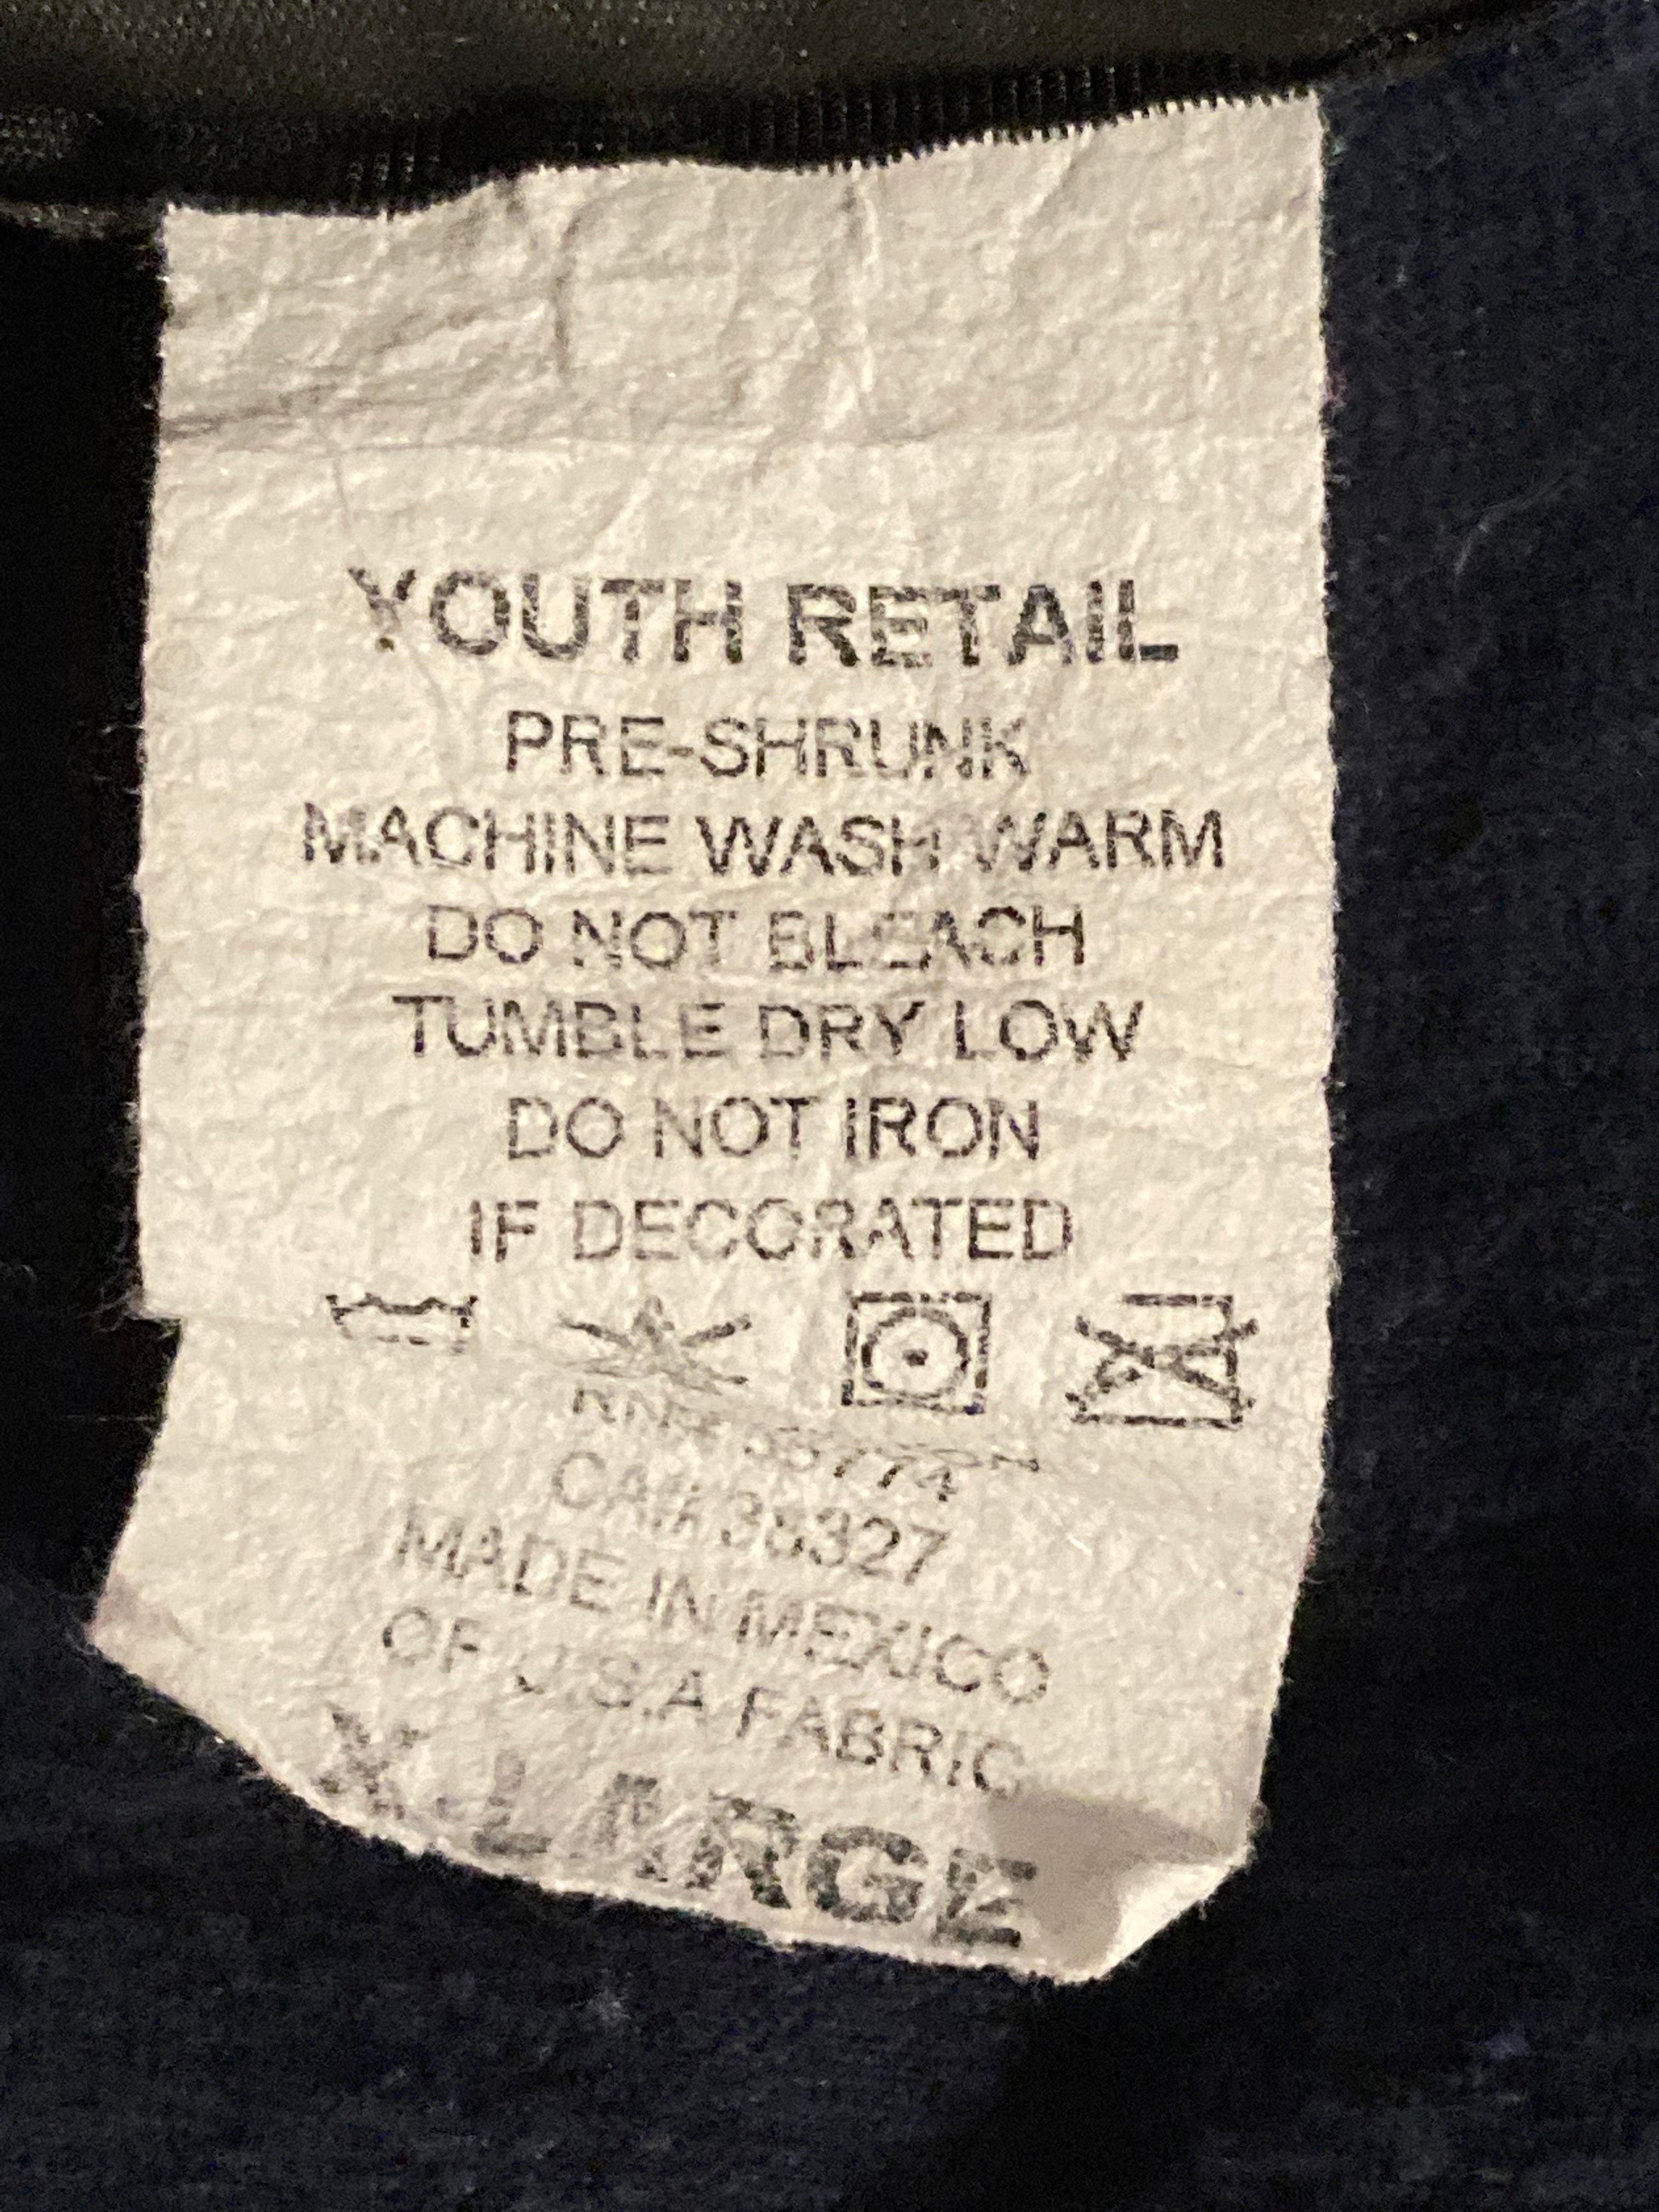 YOUTH RETAIL
PRE-SHRUNK
MACHINE WASH WARM
DO NOT BLEACH
TUMBLE DRY LOW
DO NOT IRON
IF DECORATED
CA#
MADE IN MEXICO
OF U.S.A FABRIC
X LARGE